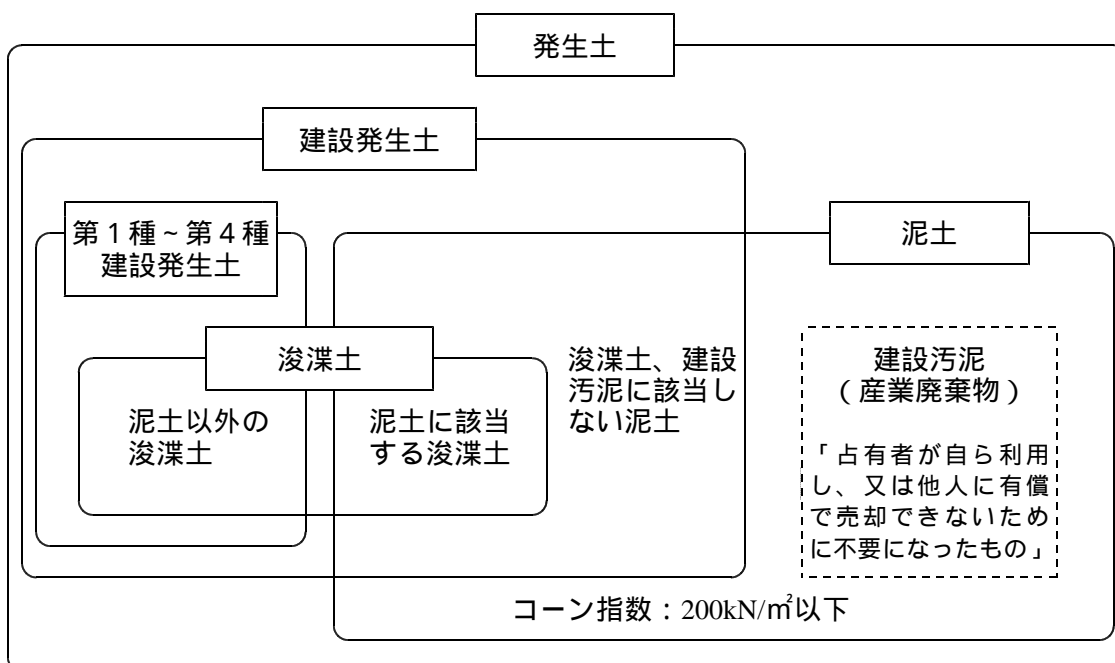 発生土
建設発生土
第１種～第４種
建設発生土
泥土
浚渫土
泥土以外の
浚渫土
泥土に該当
する浚渫土
浚渫土、建設
汚泥に該当し
ない泥土
建設汚泥
（産業廃棄物）
「占有者が自ら利用
し、又は他人に有償
で売却できないため
に不要になったもの」
コーン指数：200kN/㎡以下